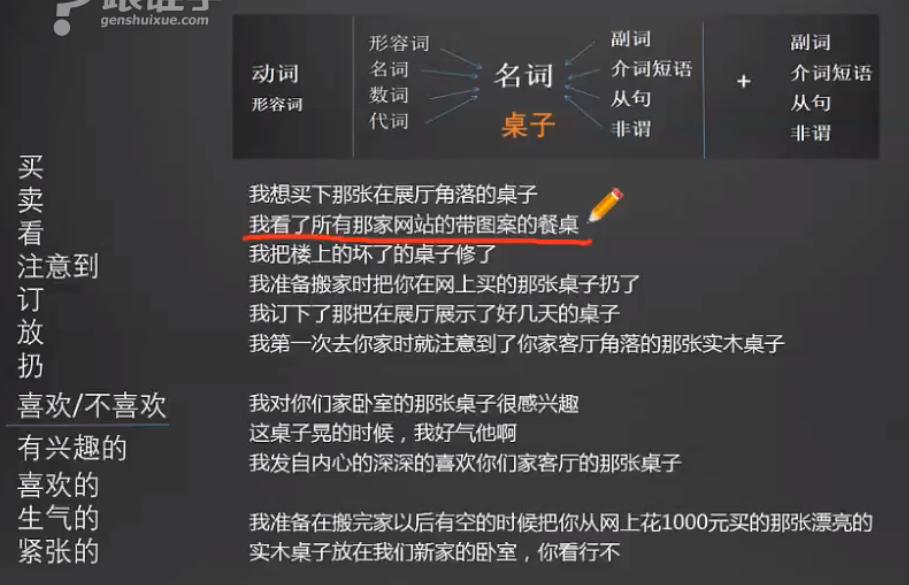 跟谁学
genshuixue.com
动词
形容词
形容词
名词
数词
代词
名词
桌子
副词
介词短语
从句
非谓
+
副词
介词短语
从句
非谓
买
卖
看
注意到
订
放
扔
喜欢/不喜欢
有兴趣的
喜欢的
生气的
紧张的
我想买下那张在展厅角落的桌子
我看了所有那家网站的带图案的餐桌
我把楼上的坏了的桌子修了
我准备搬家时把你在网上买的那张桌子扔了
我订下了那把在展厅展示了好几天的桌子
我第一次去你家时就注意到了你家客厅角落的那张实木桌子
我对你们家卧室的那张桌子很感兴趣
这桌子晃的时候，我好气他啊
我发自内心的深深的喜欢你们家客厅的那张桌子
我准备在搬完家以后有空的时候把你从网上花1000元买的那张漂亮的
实木桌子放在我们新家的卧室，你看行不